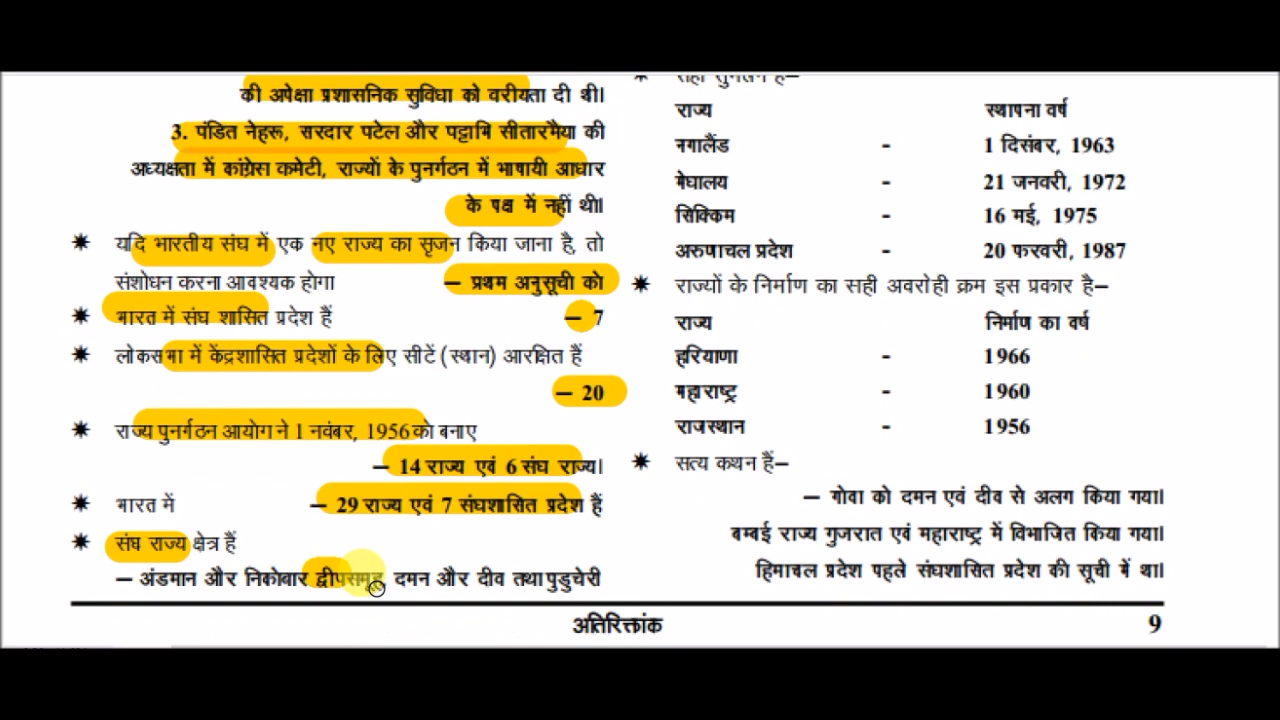 की अपेक्षा प्रशासनिक सुविधा को वरीयता दी थी।
3. पंडित नेहरू, सरदार पटेल और पट्टाभि सीतारमैया की
अध्यक्षता में कांग्रेस कमेटी, राज्यों के पुनर्गठन में भाषायी आधार
के पक्ष में नहीं थी।
✷ यदि भारतीय संघ में एक नए राज्य का सृजन किया जाना है, तो
संशोधन करना आवश्यक होगा – प्रथम अनुसूची को
✷ भारत में संघ शासित प्रदेश हैं – 7
✷ लोकसभा में केंद्रशासित प्रदेशों के लिए सीटें (स्थान) आरक्षित हैं
– 20
✷ राज्य पुनर्गठन आयोग ने 1 नवंबर, 1956 को बनाए
– 14 राज्य एवं 6 संघ राज्य।
✷ भारत में – 29 राज्य एवं 7 संघशासित प्रदेश हैं
✷ संघ राज्य क्षेत्र हैं
– अंडमान और निकोबार द्वीपसमूह, दमन और दीव तथा पुडुचेरी
✷ सही सुमेलन है–
राज्य स्थापना वर्ष
नगालैंड - 1 दिसंबर, 1963
मेघालय - 21 जनवरी, 1972
सिक्किम - 16 मई, 1975
अरुणाचल प्रदेश - 20 फरवरी, 1987
✷ राज्यों के निर्माण का सही अवरोही क्रम इस प्रकार है–
राज्य निर्माण का वर्ष
हरियाणा - 1966
महाराष्ट्र - 1960
राजस्थान - 1956
✷ सत्य कथन हैं–
– गोवा को दमन एवं दीव से अलग किया गया।
बम्बई राज्य गुजरात एवं महाराष्ट्र में विभाजित किया गया।
हिमाचल प्रदेश पहले संघशासित प्रदेश की सूची में था।
अतिरिक्तांक 9